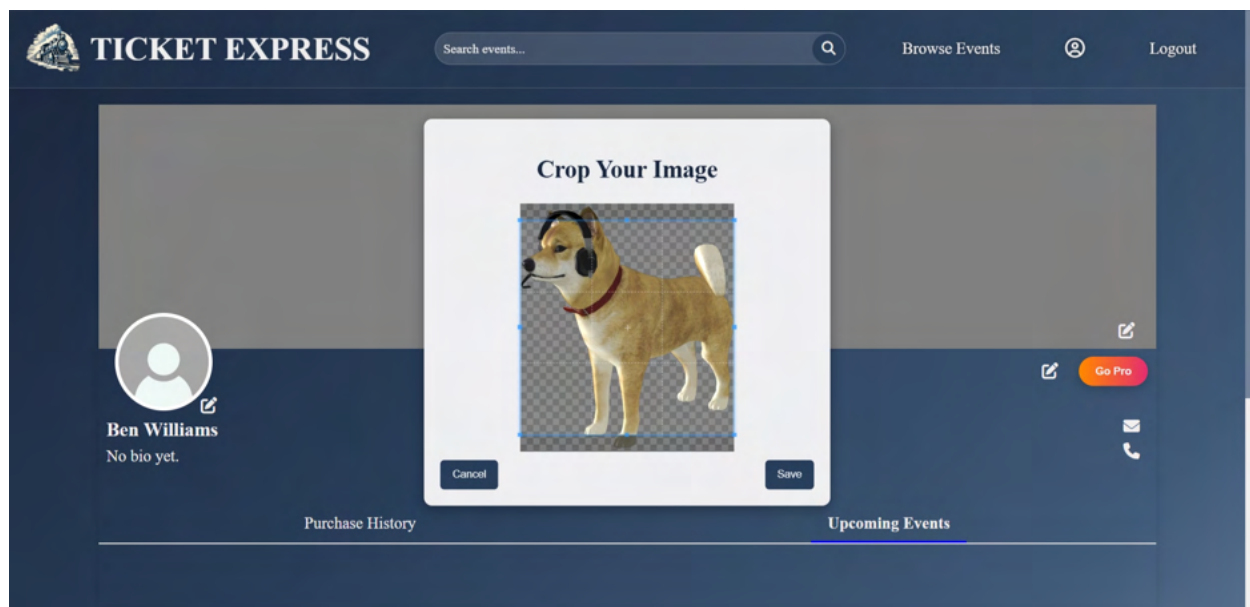 TICKET EXPRESS
Search events...
Browse Events
Logout
Crop Your Image
Go Pro
Ben Williams
No bio yet.
Cancel
Save
Purchase History
Upcoming Events